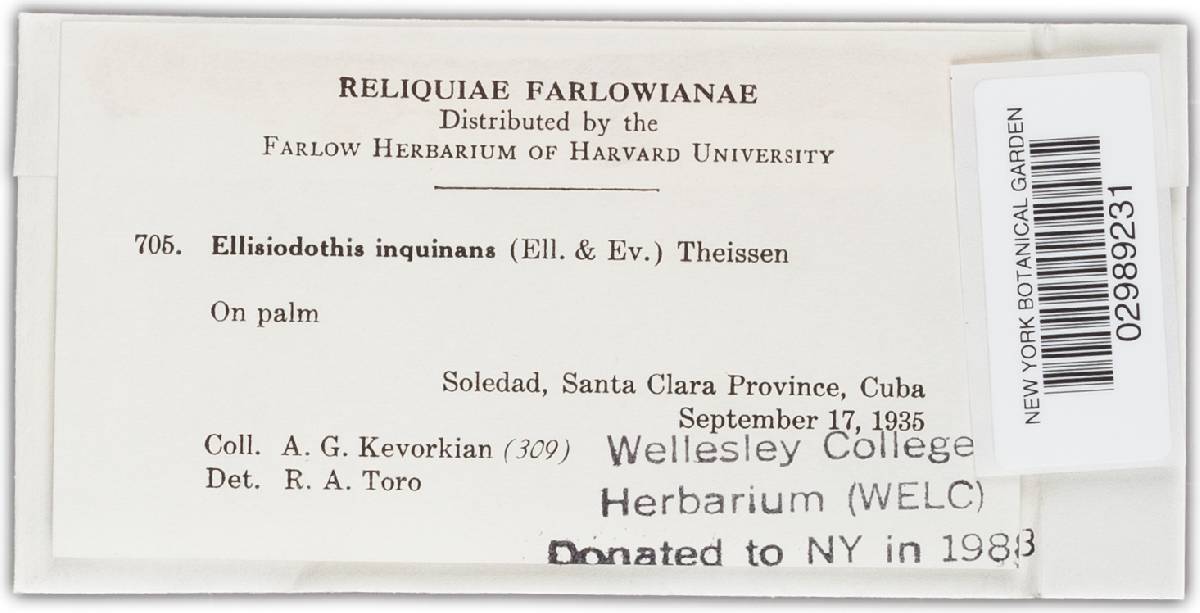 RELIQUIAE FARLOWIANAE
Distributed by the
FARLOW HERBARIUM OF HARVARD UNIVERSITY
705. Ellisiodothis inquinans (Ell. & Ev.) Theissen
On palm
Soledad, Santa Clara Province, Cuba
September 17, 1935
Coll. A. G. Kevorkian (309)
Det. R. A. Toro
Wellesley College
Herbarium (WELC)
Donated to NY in 1988
NEW YORK BOTANICAL GARDEN
02989231